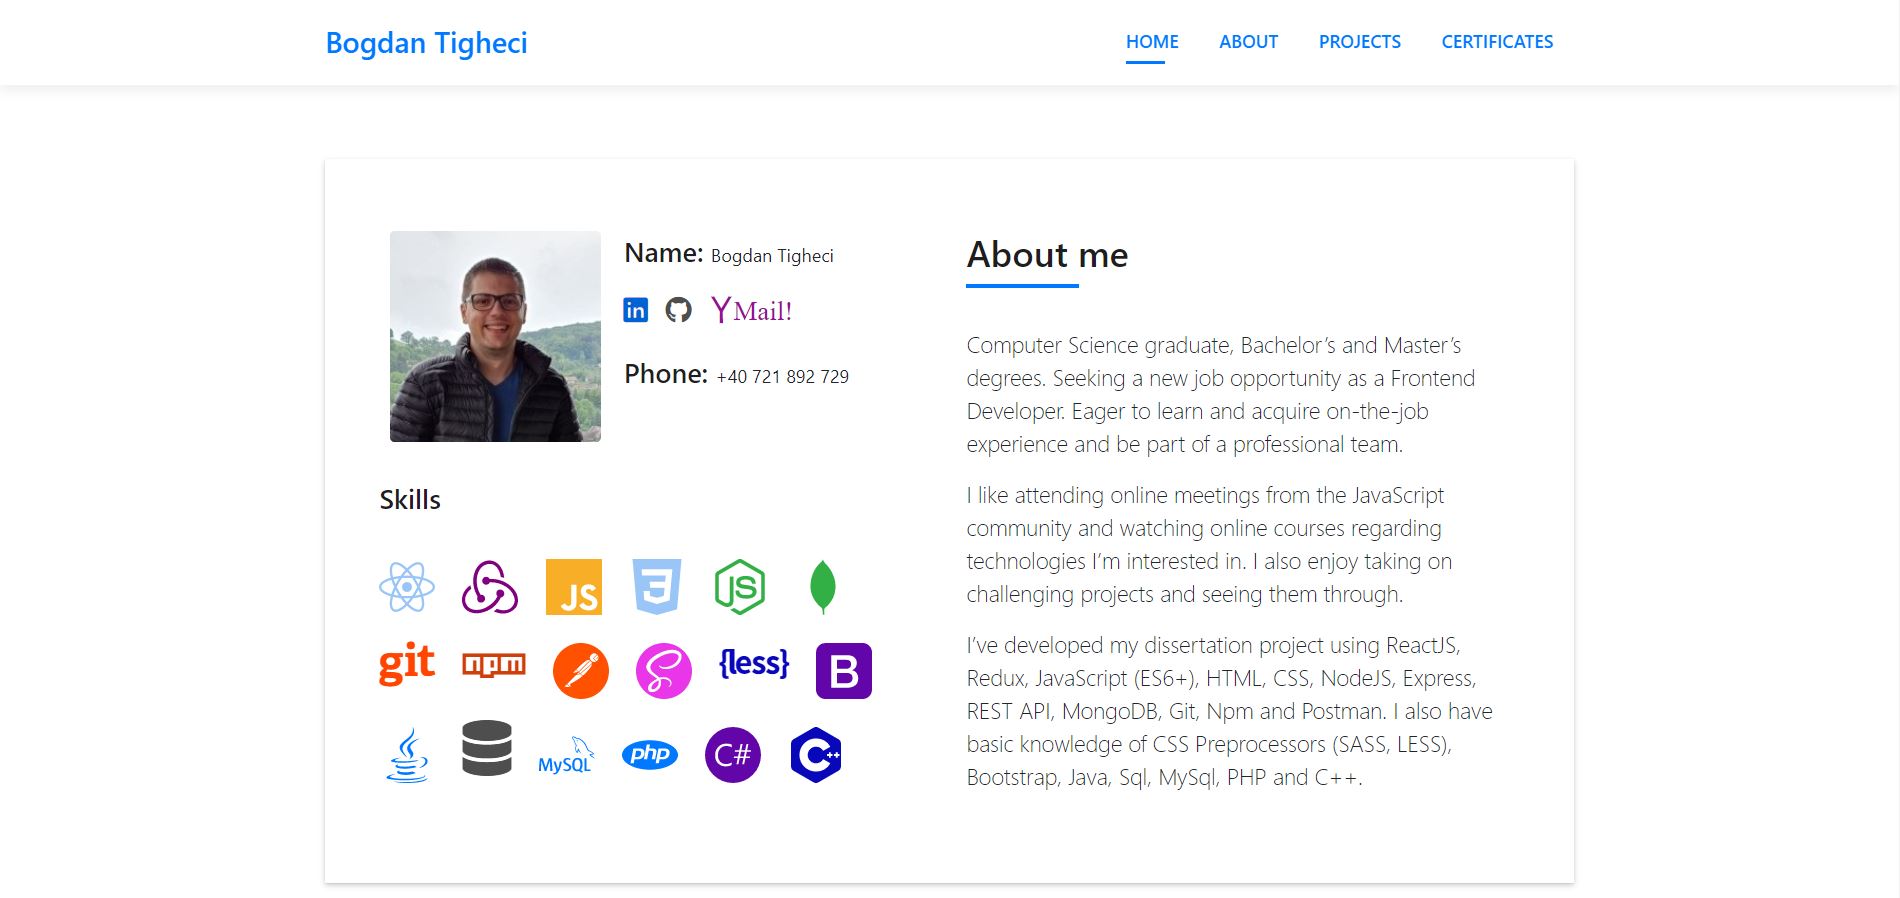 Bogdan Tigheci
HOME ABOUT PROJECTS CERTIFICATES
Name: Bogdan Tigheci
in
Y Mail!
Phone: +40 721 892 729
Skills
JS
3
JS
git
npm
S
{less}
B
MySQL
php
C#
C++
About me
Computer Science graduate, Bachelor’s and Master’s
degrees. Seeking a new job opportunity as a Frontend
Developer. Eager to learn and acquire on-the-job
experience and be part of a professional team.
I like attending online meetings from the JavaScript
community and watching online courses regarding
technologies I’m interested in. I also enjoy taking on
challenging projects and seeing them through.
I’ve developed my dissertation project using ReactJS,
Redux, JavaScript (ES6+), HTML, CSS, NodeJS, Express,
REST API, MongoDB, Git, Npm and Postman. I also have
basic knowledge of CSS Preprocessors (SASS, LESS),
Bootstrap, Java, Sql, MySql, PHP and C++.